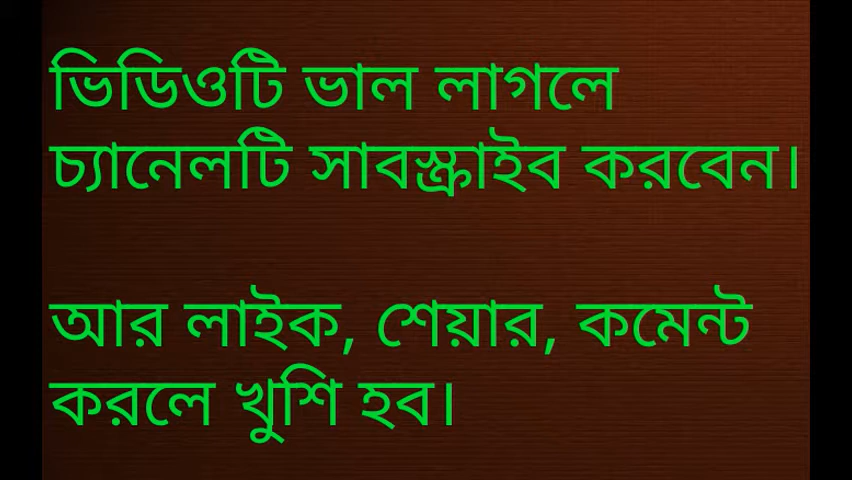 ভিডিওটি ভাল লাগলে
চ্যানেলটি সাবস্ক্রাইব করবেন।
আর লাইক, শেয়ার, কমেন্ট
করলে খুশি হব।